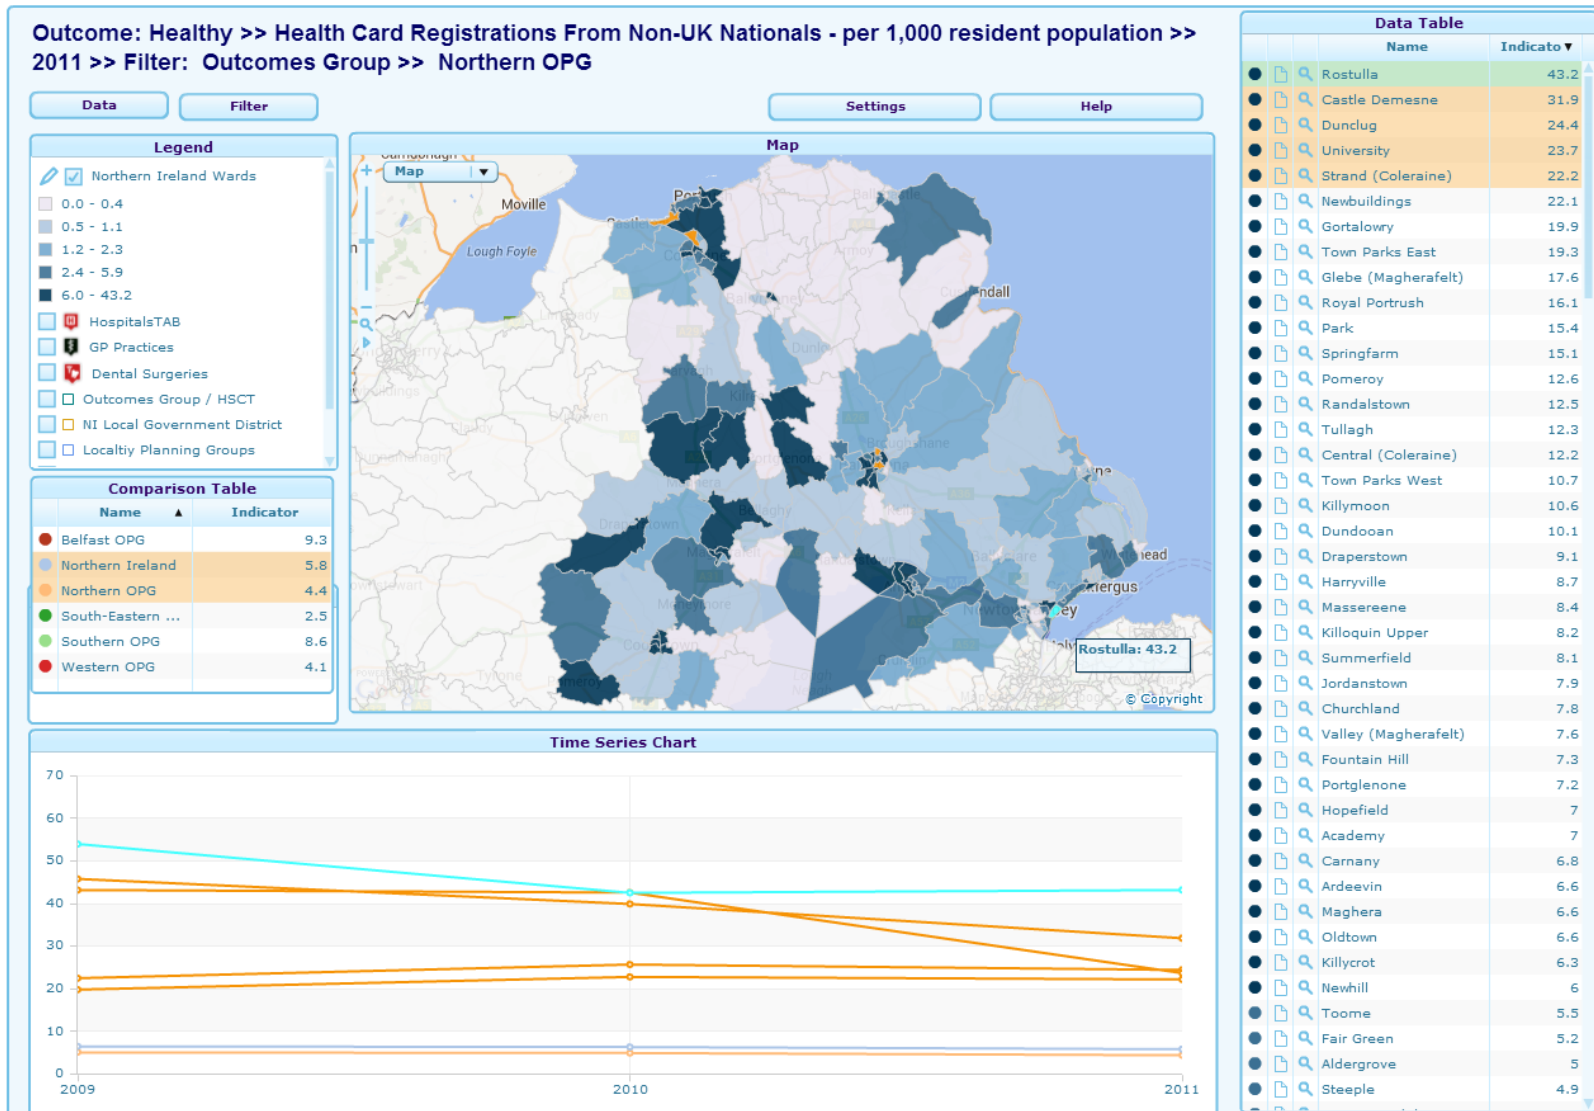 Outcome: Healthy >> Health Card Registrations From Non-UK Nationals - per 1,000 resident population >>
2011 >> Filter: Outcomes Group >> Northern OPG
Data
Filter
Settings
Help
Legend
Northern Ireland Wards
0.0 - 0.4
0.5 - 1.1
1.2 - 2.3
2.4 - 5.9
6.0 - 43.2
HospitalsTAB
GP Practices
Dental Surgeries
Outcomes Group / HSCT
NI Local Government District
Localtiy Planning Groups
Comparison Table
Name ▲ Indicator
Belfast OPG 9.3
Northern Ireland 5.8
Northern OPG 4.4
South-Eastern ... 2.5
Southern OPG 8.6
Western OPG 4.1
Map
Map ▼
Moville
Lough Foyle
Armoy
Dunloy
Broughshane
Bellaghy
Draperstown
Moneymore
Pomeroy
Tyrone
Rostulla: 43.2
© Copyright
Time Series Chart
70
60
50
40
30
20
10
0
2009 2010 2011
Data Table
Name Indicato ▼
Rostulla 43.2
Castle Demesne 31.9
Dunclug 24.4
University 23.7
Strand (Coleraine) 22.2
Newbuildings 22.1
Gortalowry 19.9
Town Parks East 19.3
Glebe (Magherafelt) 17.6
Royal Portrush 16.1
Park 15.4
Springfarm 15.1
Pomeroy 12.6
Randalstown 12.5
Tullagh 12.3
Central (Coleraine) 12.2
Town Parks West 10.7
Killymoon 10.6
Dundooan 10.1
Draperstown 9.1
Harryville 8.7
Massereene 8.4
Killoquin Upper 8.2
Summerfield 8.1
Jordanstown 7.9
Churchland 7.8
Valley (Magherafelt) 7.6
Fountain Hill 7.3
Portglenone 7.2
Hopefield 7
Academy 7
Carnany 6.8
Ardeevin 6.6
Maghera 6.6
Oldtown 6.6
Killycrot 6.3
Newhill 6
Toome 5.5
Fair Green 5.2
Aldergrove 5
Steeple 4.9